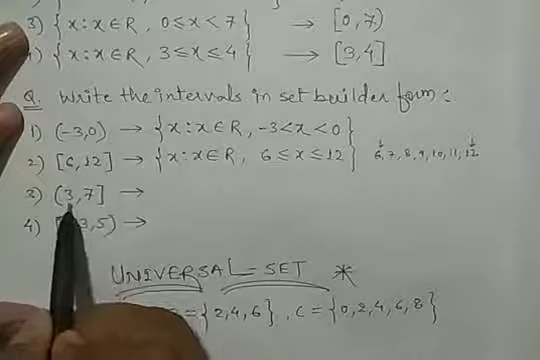 3) { x : x ∈ R, 0 ≤ x < 7 } → [0, 7)
) { x : x ∈ R, 3 ≤ x ≤ 4 } → [3, 4]
Q. Write the intervals in set builder form :
1) (-3, 0) → { x : x ∈ R, -3 < x < 0 }
2) [6, 12] → { x : x ∈ R, 6 ≤ x ≤ 12 } 6, 7, 8, 9, 10, 11, 12
3) (3, 7] →
4) [ 3, 5) →
UNIVERSAL SET *
= {2, 4, 6}, C = {0, 2, 4, 6, 8}